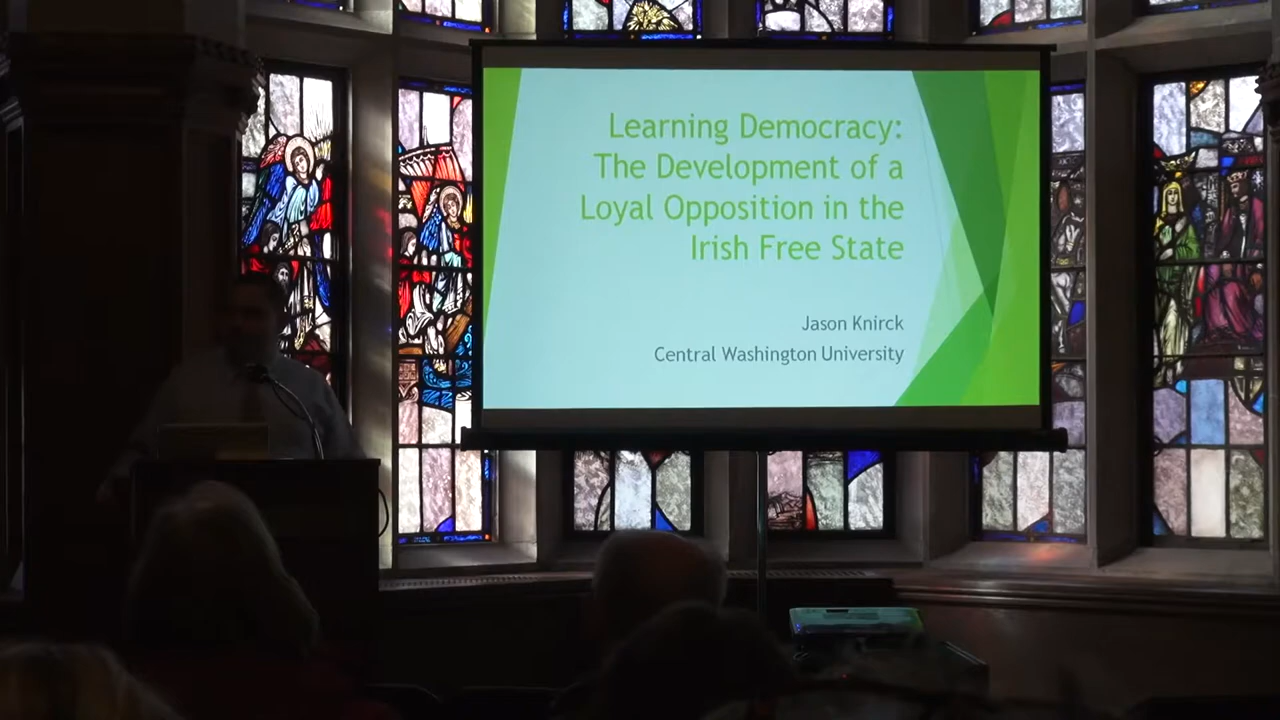 Learning Democracy:
The Development of a
Loyal Opposition in the
Irish Free State
Jason Knirck
Central Washington University